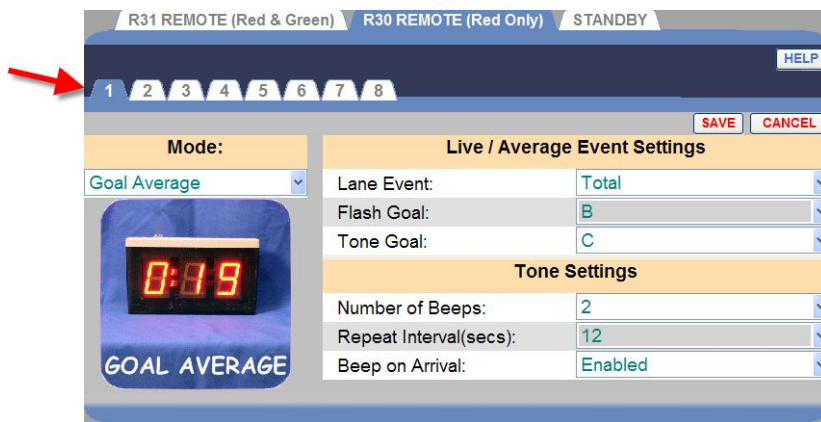 R31 REMOTE (Red & Green) R30 REMOTE (Red Only) STANDBY
HELP
1 2 3 4 5 6 7 8
SAVE CANCEL
Mode: Live / Average Event Settings
Goal Average Lane Event: Total
Flash Goal: B
Tone Goal: C
0:19
Tone Settings
Number of Beeps: 2
Repeat Interval(secs): 12
GOAL AVERAGE Beep on Arrival: Enabled